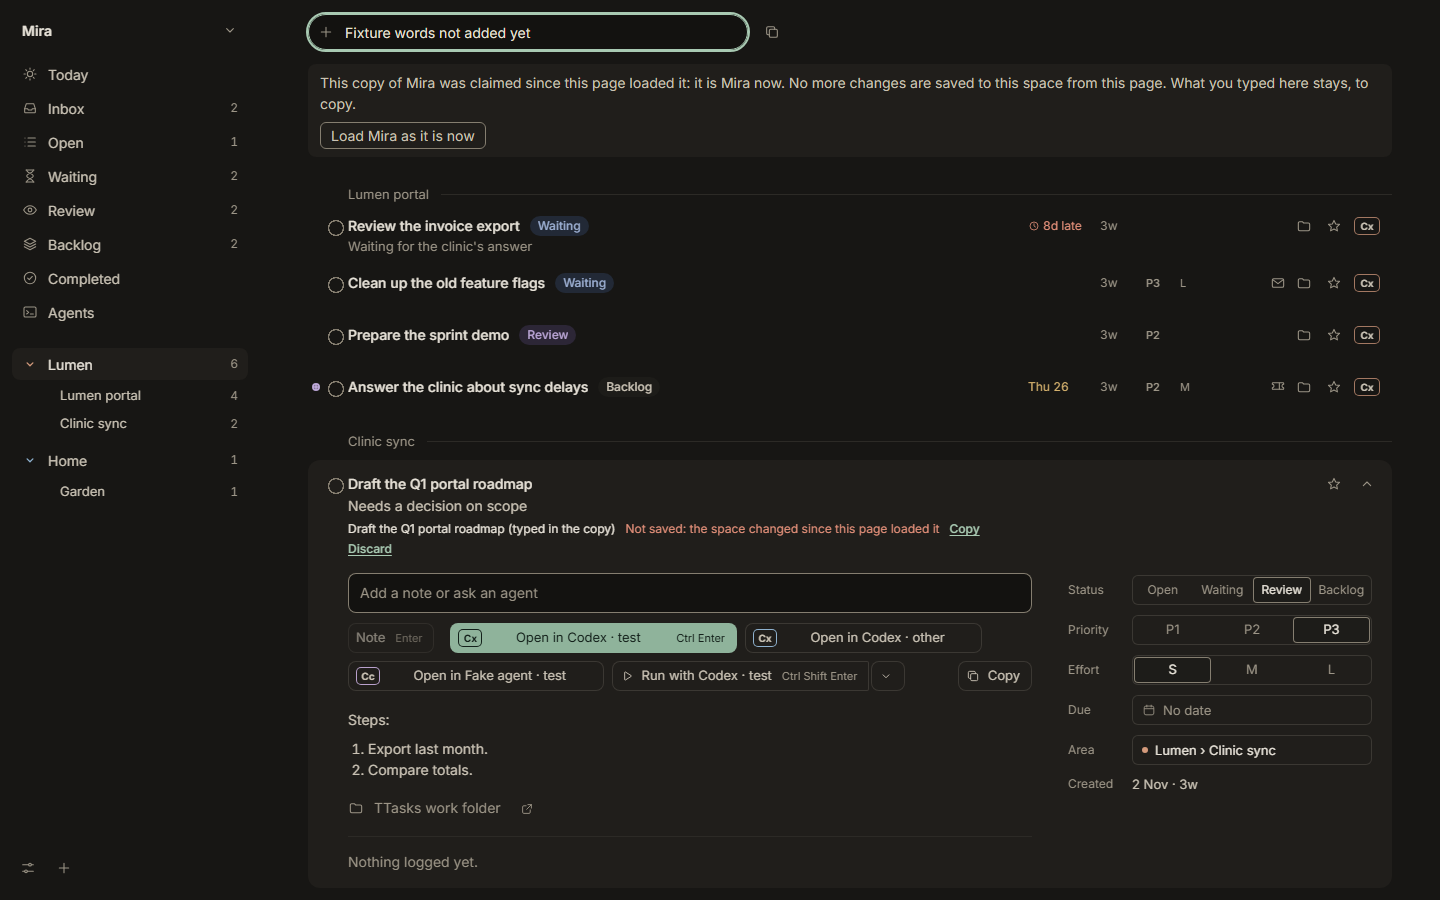 Mira
Fixture words not added yet
This copy of Mira was claimed since this page loaded it: it is Mira now. No more changes are saved to this space from this page. What you typed here stays, to
copy.
Load Mira as it is now
Today
Inbox 2
Open 1
Waiting 2
Review 2
Backlog 2
Completed
Agents
Lumen 6
Lumen portal 4
Clinic sync 2
Home 1
Garden 1
Lumen portal
Review the invoice export Waiting 8d late 3w Cx
Waiting for the clinic's answer
Clean up the old feature flags Waiting 3w P3 L Cx
Prepare the sprint demo Review 3w P2 Cx
Answer the clinic about sync delays Backlog Thu 26 3w P2 M Cx
Clinic sync
Draft the Q1 portal roadmap
Needs a decision on scope
Draft the Q1 portal roadmap (typed in the copy) Not saved: the space changed since this page loaded it Copy
Discard
Add a note or ask an agent
Note Enter Cx Open in Codex · test Ctrl Enter Cx Open in Codex · other
Cc Open in Fake agent · test Run with Codex · test Ctrl Shift Enter Copy
Steps:
1. Export last month.
2. Compare totals.
TTasks work folder
Nothing logged yet.
Status Open Waiting Review Backlog
Priority P1 P2 P3
Effort S M L
Due No date
Area Lumen › Clinic sync
Created 2 Nov · 3w